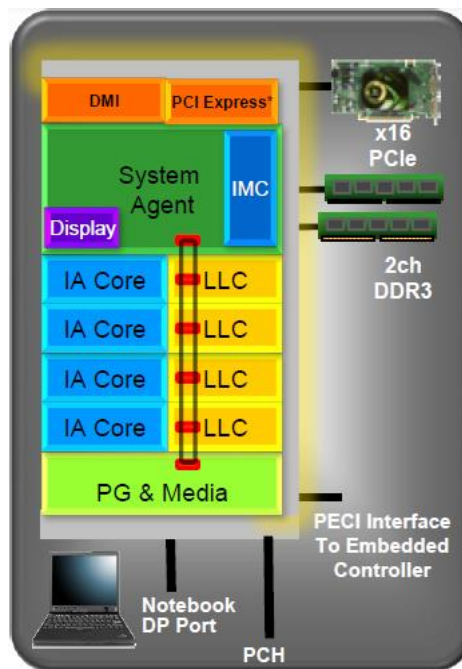 DMI
PCI Express*
x16
PCIe
System
Agent
IMC
Display
2ch
DDR3
IA Core
LLC
IA Core
LLC
IA Core
LLC
IA Core
LLC
PG & Media
PECI Interface
To Embedded
Controller
Notebook
DP Port
PCH